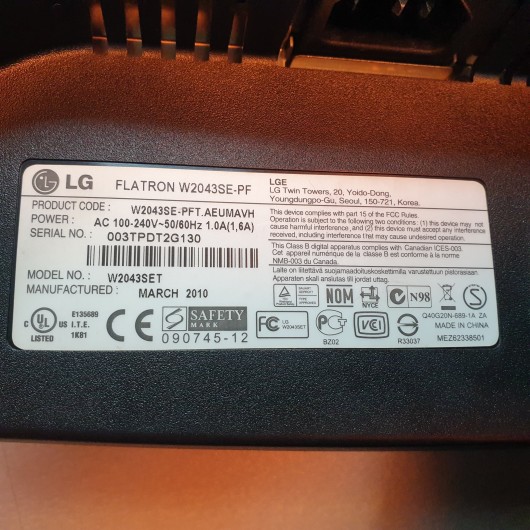 LG FLATRON W2043SE-PF
LGE
LG Twin Towers, 20, Yoido-Dong,
Youngdungpo-Gu, Seoul, 150-721, Korea.
PRODUCT CODE : W2043SE-PFT.AEUMAVH
POWER : AC 100-240V~50/60Hz 1.0A(1,6A)
SERIAL NO. : 003TPDT2G130
This device complies with part 15 of the FCC Rules.
Operation is subject to the following two conditions : (1) this device may not
cause harmful interference, and (2) this device must
accept any interference received, including interference
that may cause undesired operation.
This Class B digital apparatus complies with Canadian ICES-003.
Cet appareil numérique de la classe B est conforme à la norme
NMB-003 du Canada.
Laite on liitettävä suojamaadoituskoskettimilla varustettuun pistorasiaan
Apparaten skall anslutas till jordat uttag
MODEL NO. : W2043SET
MANUFACTURED : MARCH 2010
C UL US LISTED
E135689
I.T.E.
1KB1
CE
S SAFETY
MARK
090745-12
NOM
NYCE
N98
S
FC LG
W2043SET
BZ02
VCI
R33037
Q40G20N-689-1A ZA
MADE IN CHINA
MEZ62338501